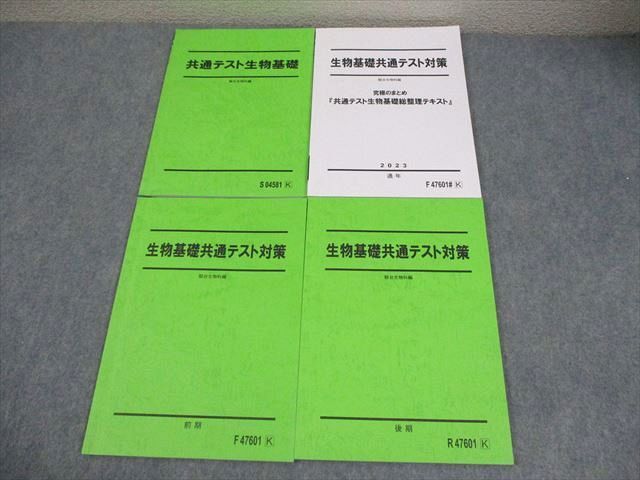 共通テスト生物基礎
駿台生物科編
S 04581 K
生物基礎共通テスト対策
駿台生物科編
究極のまとめ
『共通テスト生物基礎総整理テキスト』
2023
通年
F 47601# K
生物基礎共通テスト対策
駿台生物科編
前期
F 47601 K
生物基礎共通テスト対策
駿台生物科編
後期
R 47601 K